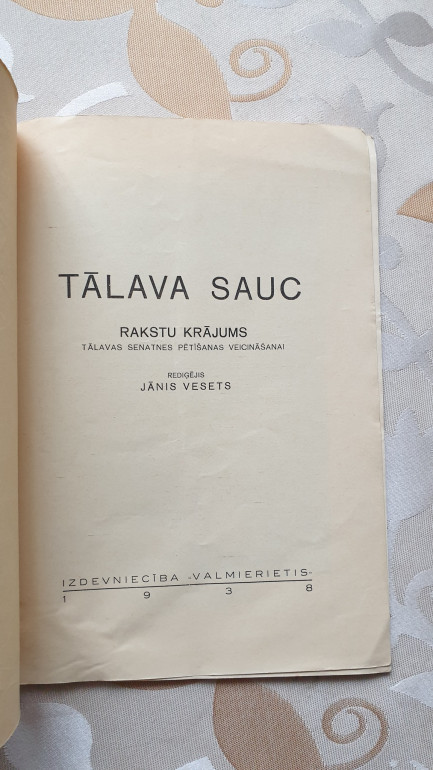 TĀLAVA SAUC
RAKSTU KRĀJUMS
TĀLAVAS SENATNES PĒTĪŠANAS VEICINĀŠANAI
REDIĢĒJIS
JĀNIS VESETS
IZDEVNIECĪBA -VALMIERIETIS-
1 9 3 8